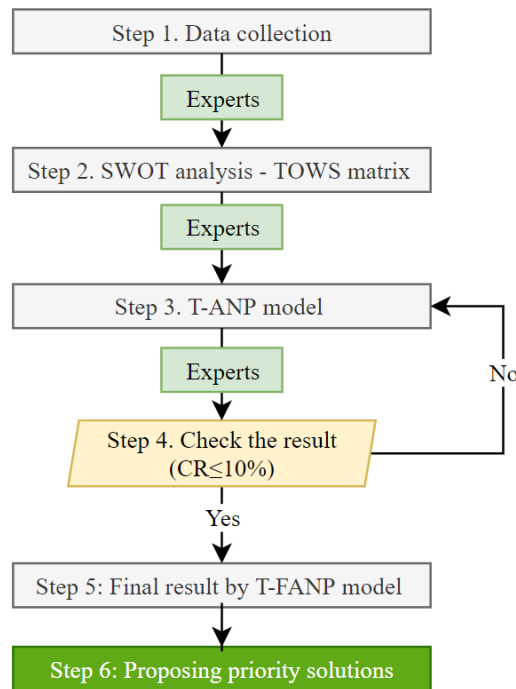 Step 1. Data collection
Experts
Step 2. SWOT analysis - TOWS matrix
Experts
Step 3. T-ANP model
No
Experts
Step 4. Check the result
(CR≤10%)
Yes
Step 5: Final result by T-FANP model
Step 6: Proposing priority solutions